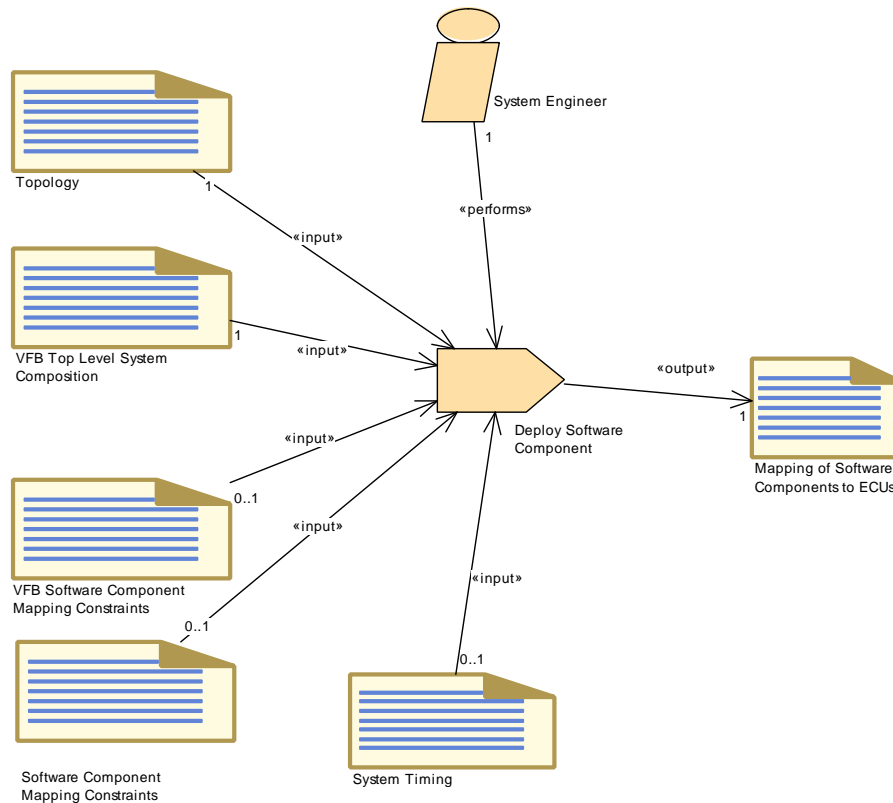 System Engineer
1
Topology
1
«performs»
«input»
VFB Top Level System
Composition
1
«input»
«output»
1
Deploy Software
Component
«input»
Mapping of Software
Components to ECUs
0..1
«input»
VFB Software Component
Mapping Constraints
«input»
0..1
0..1
Software Component
Mapping Constraints
System Timing